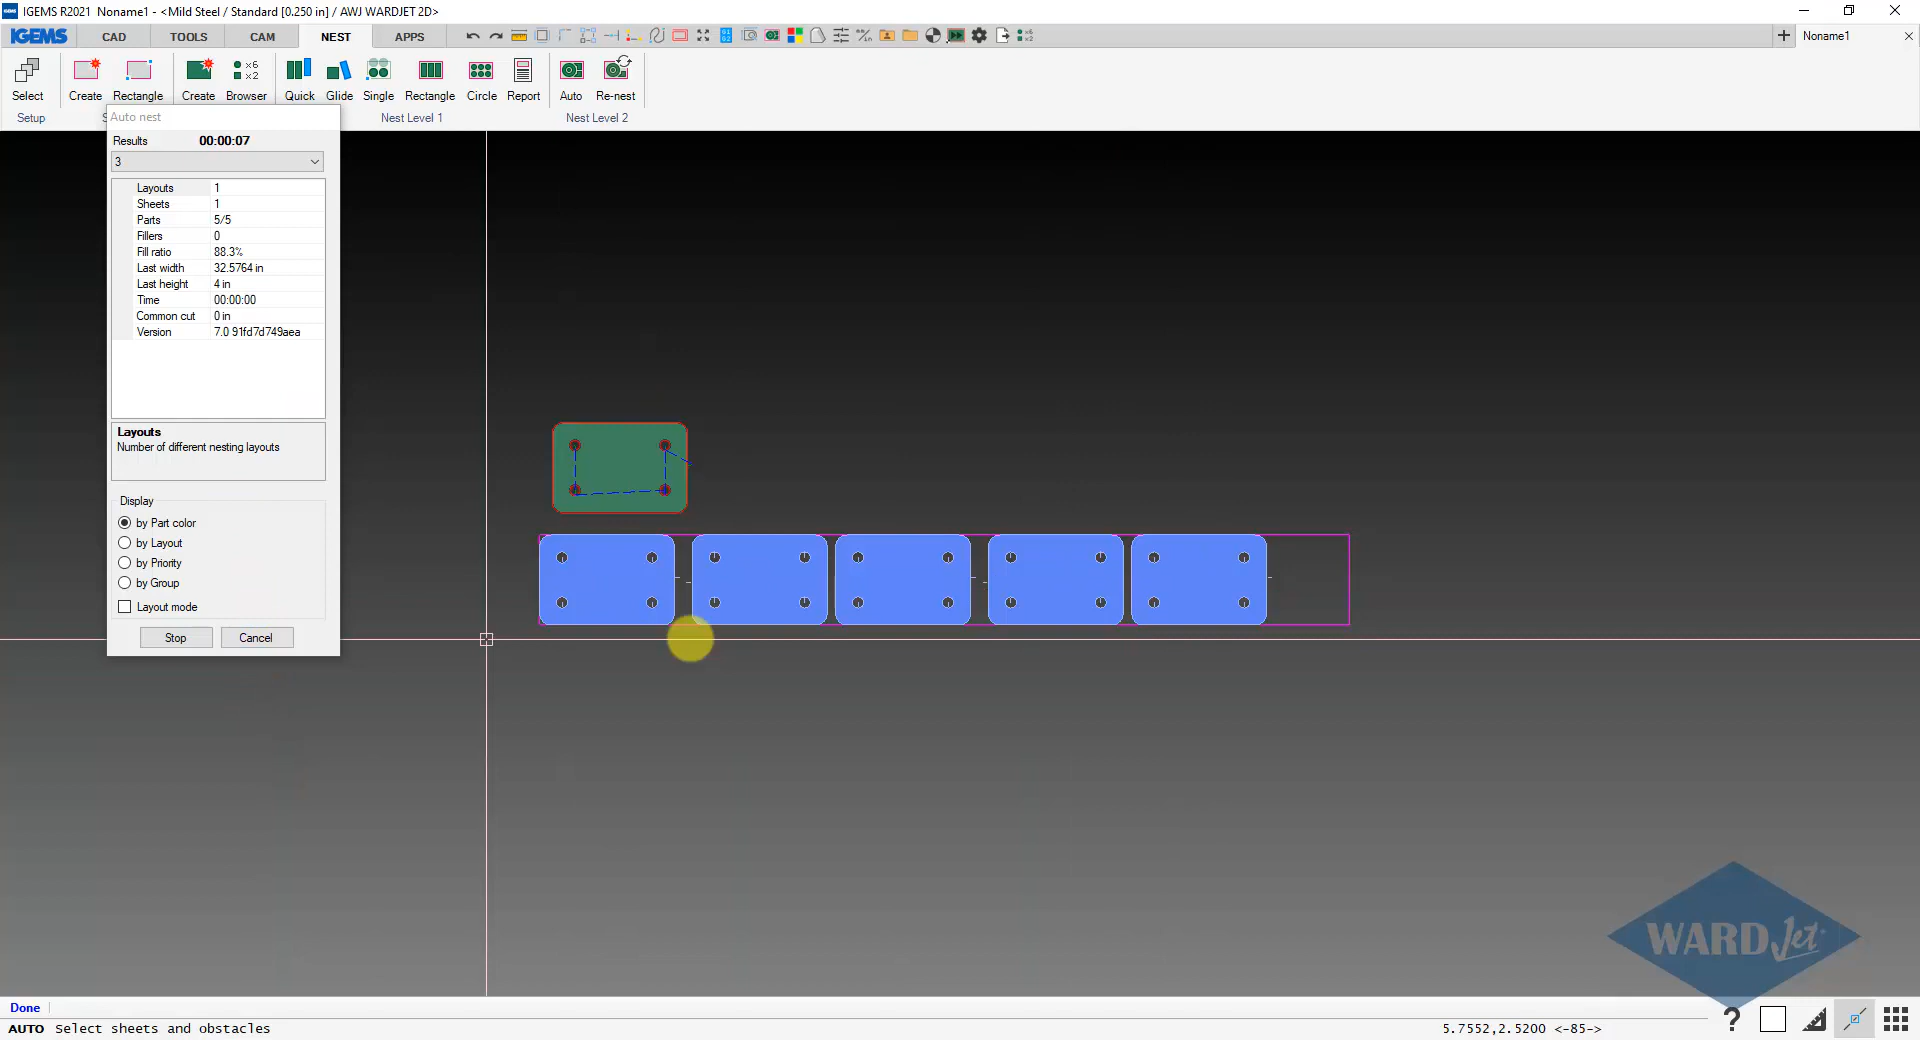 IGEMS R2021 Noname1 - <Mild Steel / Standard [0.250 in] / AWJ WARDJET 2D>
IGEMS CAD TOOLS CAM NEST APPS Noname1
Select Create Rectangle Create Browser Quick Glide Single Rectangle Circle Report Auto Re-nest
Setup Nest Level 1 Nest Level 2
Auto nest
Results 00:00:07
3
Layouts 1
Sheets 1
Parts 5/5
Fillers 0
Fill ratio 88.3%
Last width 32.5764 in
Last height 4 in
Time 00:00:00
Common cut 0 in
Version 7.0 91fd7d749aea
Layouts
Number of different nesting layouts
Display
by Part color
by Layout
by Priority
by Group
Layout mode
Stop Cancel
WARDJet
Done
AUTO Select sheets and obstacles
5.7552,2.5200 <-85->